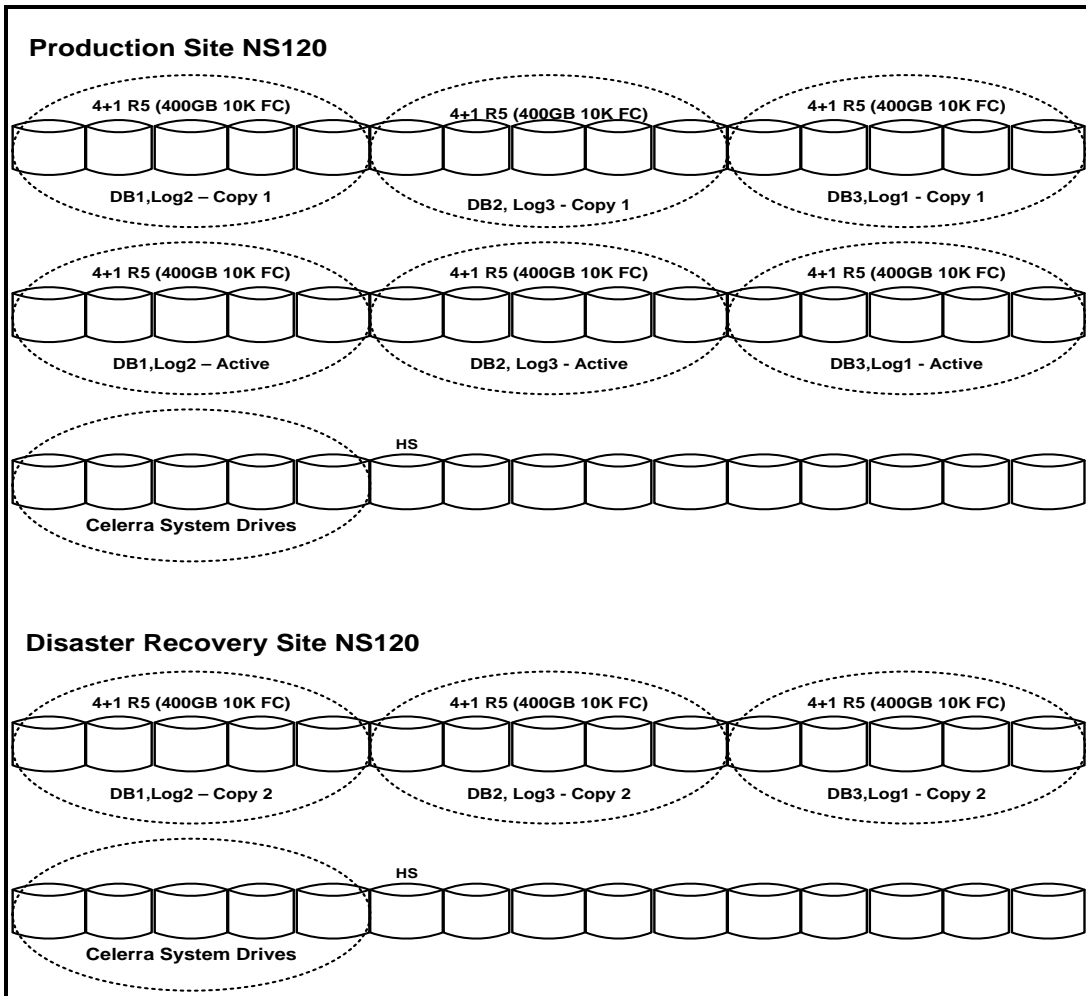 Production Site NS120
4+1 R5 (400GB 10K FC) 4+1 R5 (400GB 10K FC) 4+1 R5 (400GB 10K FC)
DB1,Log2 – Copy 1 DB2, Log3 - Copy 1 DB3,Log1 - Copy 1
4+1 R5 (400GB 10K FC) 4+1 R5 (400GB 10K FC) 4+1 R5 (400GB 10K FC)
DB1,Log2 – Active DB2, Log3 - Active DB3,Log1 - Active
HS
Celerra System Drives
Disaster Recovery Site NS120
4+1 R5 (400GB 10K FC) 4+1 R5 (400GB 10K FC) 4+1 R5 (400GB 10K FC)
DB1,Log2 – Copy 2 DB2, Log3 - Copy 2 DB3,Log1 - Copy 2
HS
Celerra System Drives